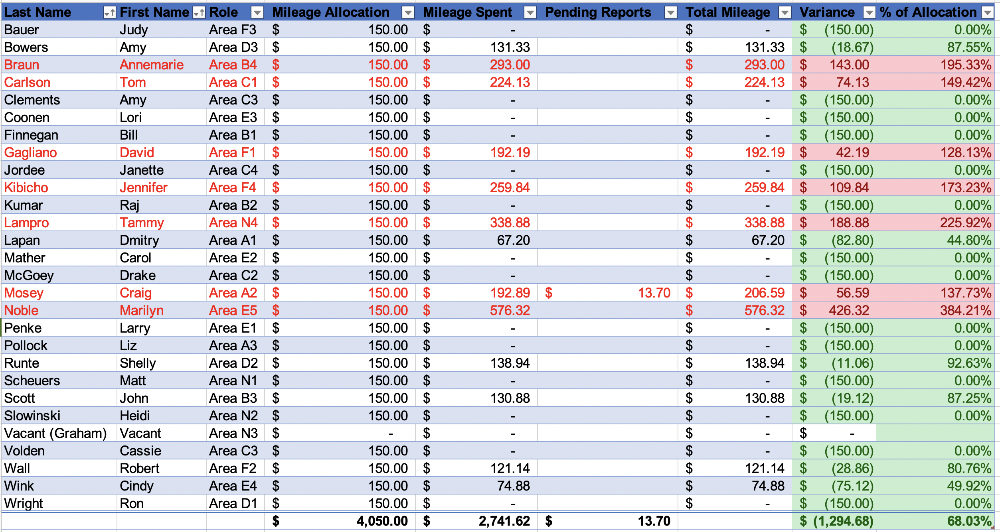 Last Name First Name Role Mileage Allocation Mileage Spent Pending Reports Total Mileage Variance % of Allocation
Bauer Judy Area F3 $ 150.00 $ - $ - $ (150.00) 0.00%
Bowers Amy Area D3 $ 150.00 $ 131.33 $ 131.33 $ (18.67) 87.55%
Braun Annemarie Area B4 $ 150.00 $ 293.00 $ 293.00 $ 143.00 195.33%
Carlson Tom Area C1 $ 150.00 $ 224.13 $ 224.13 $ 74.13 149.42%
Clements Amy Area C3 $ 150.00 $ - $ - $ (150.00) 0.00%
Coonen Lori Area E3 $ 150.00 $ - $ - $ (150.00) 0.00%
Finnegan Bill Area B1 $ 150.00 $ - $ - $ (150.00) 0.00%
Gagliano David Area F1 $ 150.00 $ 192.19 $ 192.19 $ 42.19 128.13%
Jordee Janette Area C4 $ 150.00 $ - $ - $ (150.00) 0.00%
Kibicho Jennifer Area F4 $ 150.00 $ 259.84 $ 259.84 $ 109.84 173.23%
Kumar Raj Area B2 $ 150.00 $ - $ - $ (150.00) 0.00%
Lampro Tammy Area N4 $ 150.00 $ 338.88 $ 338.88 $ 188.88 225.92%
Lapan Dmitry Area A1 $ 150.00 $ 67.20 $ 67.20 $ (82.80) 44.80%
Mather Carol Area E2 $ 150.00 $ - $ - $ (150.00) 0.00%
McGoey Drake Area C2 $ 150.00 $ - $ - $ (150.00) 0.00%
Mosey Craig Area A2 $ 150.00 $ 192.89 $ 13.70 $ 206.59 $ 56.59 137.73%
Noble Marilyn Area E5 $ 150.00 $ 576.32 $ 576.32 $ 426.32 384.21%
Penke Larry Area E1 $ 150.00 $ - $ - $ (150.00) 0.00%
Pollock Liz Area A3 $ 150.00 $ - $ - $ (150.00) 0.00%
Runte Shelly Area D2 $ 150.00 $ 138.94 $ 138.94 $ (11.06) 92.63%
Scheuers Matt Area N1 $ 150.00 $ - $ - $ (150.00) 0.00%
Scott John Area B3 $ 150.00 $ 130.88 $ 130.88 $ (19.12) 87.25%
Slowinski Heidi Area N2 $ 150.00 $ - $ - $ (150.00) 0.00%
Vacant (Graham) Vacant Area N3 $ - $ - $ - $ -
Volden Cassie Area C3 $ 150.00 $ - $ - $ (150.00) 0.00%
Wall Robert Area F2 $ 150.00 $ 121.14 $ 121.14 $ (28.86) 80.76%
Wink Cindy Area E4 $ 150.00 $ 74.88 $ 74.88 $ (75.12) 49.92%
Wright Ron Area D1 $ 150.00 $ - $ - $ (150.00) 0.00%
$ 4,050.00 $ 2,741.62 $ 13.70 $ (1,294.68) 68.03%